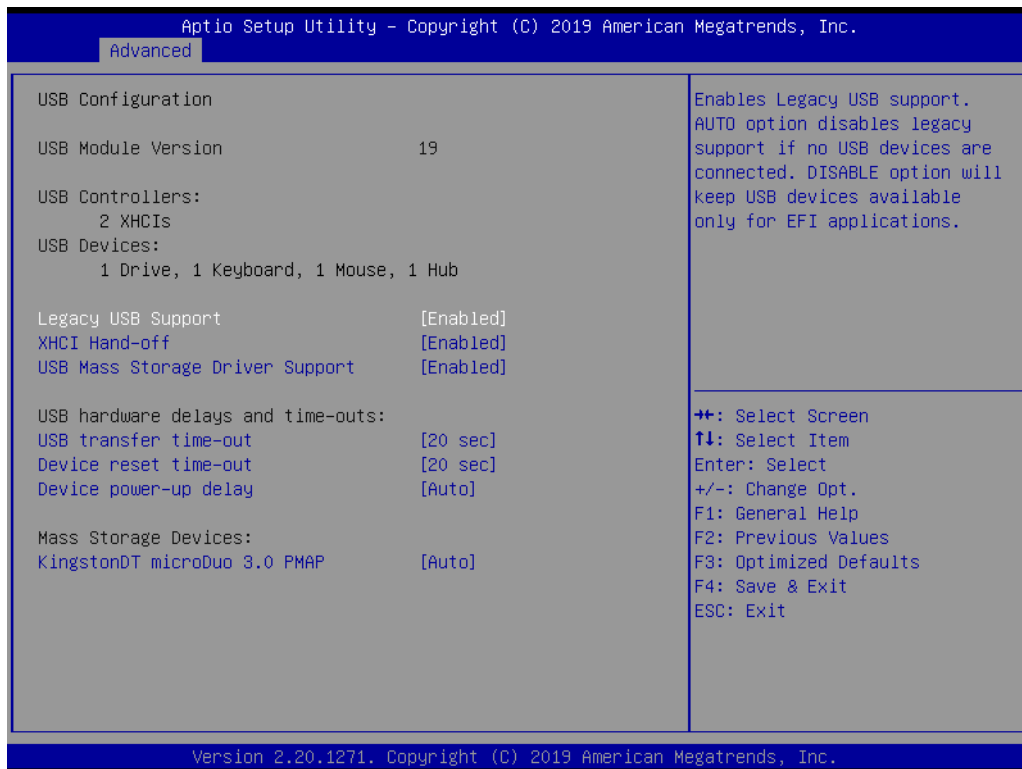 Aptio Setup Utility – Copyright (C) 2019 American Megatrends, Inc.
Advanced
USB Configuration
USB Module Version 19
USB Controllers:
2 XHCIs
USB Devices:
1 Drive, 1 Keyboard, 1 Mouse, 1 Hub
Legacy USB Support [Enabled]
XHCI Hand-off [Enabled]
USB Mass Storage Driver Support [Enabled]
USB hardware delays and time-outs:
USB transfer time-out [20 sec]
Device reset time-out [20 sec]
Device power-up delay [Auto]
Mass Storage Devices:
KingstonDT microDuo 3.0 PMAP [Auto]
Enables Legacy USB support.
AUTO option disables legacy
support if no USB devices are
connected. DISABLE option will
keep USB devices available
only for EFI applications.
→←: Select Screen
↑↓: Select Item
Enter: Select
+/-: Change Opt.
F1: General Help
F2: Previous Values
F3: Optimized Defaults
F4: Save & Exit
ESC: Exit
Version 2.20.1271. Copyright (C) 2019 American Megatrends, Inc.